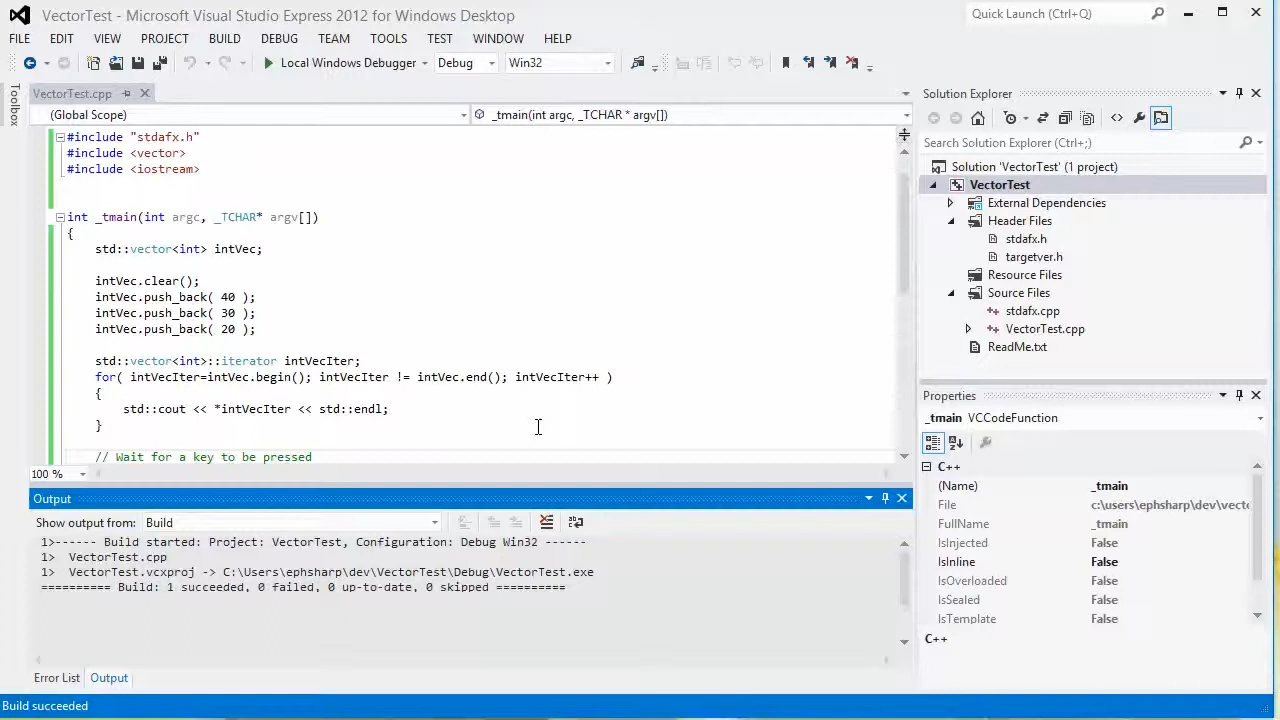 VectorTest - Microsoft Visual Studio Express 2012 for Windows Desktop
Quick Launch (Ctrl+Q)
FILE EDIT VIEW PROJECT BUILD DEBUG TEAM TOOLS TEST WINDOW HELP
Local Windows Debugger Debug Win32
Toolbox
VectorTest.cpp
(Global Scope) _tmain(int argc, _TCHAR * argv[])
#include "stdafx.h"
#include <vector>
#include <iostream>
int _tmain(int argc, _TCHAR* argv[])
{
std::vector<int> intVec;
intVec.clear();
intVec.push_back( 40 );
intVec.push_back( 30 );
intVec.push_back( 20 );
std::vector<int>::iterator intVecIter;
for( intVecIter=intVec.begin(); intVecIter != intVec.end(); intVecIter++ )
{
std::cout << *intVecIter << std::endl;
}
// Wait for a key to be pressed
100 %
Output
Show output from: Build
1>------ Build started: Project: VectorTest, Configuration: Debug Win32 ------
1> VectorTest.cpp
1> VectorTest.vcxproj -> C:\Users\ephsharp\dev\VectorTest\Debug\VectorTest.exe
========== Build: 1 succeeded, 0 failed, 0 up-to-date, 0 skipped ==========
Error List Output
Build succeeded
Solution Explorer
Search Solution Explorer (Ctrl+;)
Solution 'VectorTest' (1 project)
VectorTest
External Dependencies
Header Files
stdafx.h
targetver.h
Resource Files
Source Files
stdafx.cpp
VectorTest.cpp
ReadMe.txt
Properties
_tmain VCCodeFunction
C++
(Name) _tmain
File c:\users\ephsharp\dev\vecto
FullName _tmain
IsInjected False
IsInline False
IsOverloaded False
IsSealed False
IsTemplate False
C++